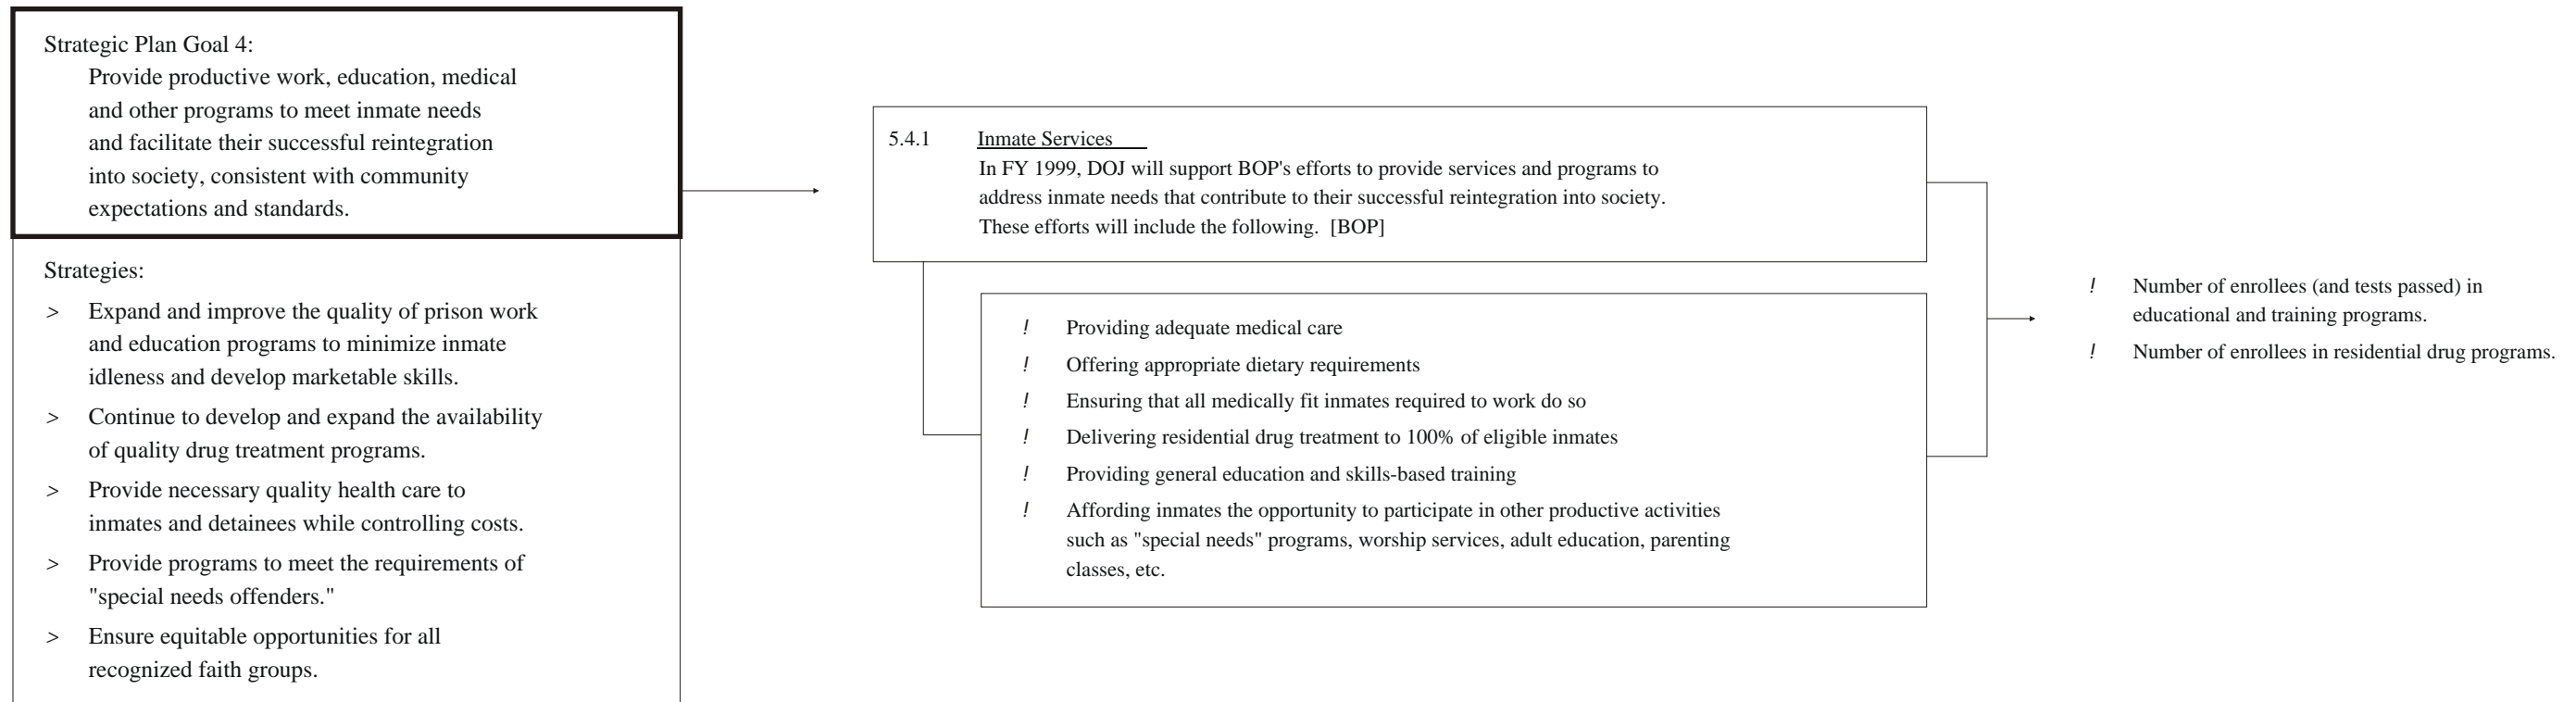 Strategic Plan Goal 4:
Provide productive work, education, medical
and other programs to meet inmate needs
and facilitate their successful reintegration
into society, consistent with community
expectations and standards.
Strategies:
> Expand and improve the quality of prison work
and education programs to minimize inmate
idleness and develop marketable skills.
> Continue to develop and expand the availability
of quality drug treatment programs.
> Provide necessary quality health care to
inmates and detainees while controlling costs.
> Provide programs to meet the requirements of
"special needs offenders."
> Ensure equitable opportunities for all
recognized faith groups.
5.4.1 Inmate Services
In FY 1999, DOJ will support BOP's efforts to provide services and programs to
address inmate needs that contribute to their successful reintegration into society.
These efforts will include the following. [BOP]
! Providing adequate medical care
! Offering appropriate dietary requirements
! Ensuring that all medically fit inmates required to work do so
! Delivering residential drug treatment to 100% of eligible inmates
! Providing general education and skills-based training
! Affording inmates the opportunity to participate in other productive activities
such as "special needs" programs, worship services, adult education, parenting
classes, etc.
! Number of enrollees (and tests passed) in
educational and training programs.
! Number of enrollees in residential drug programs.